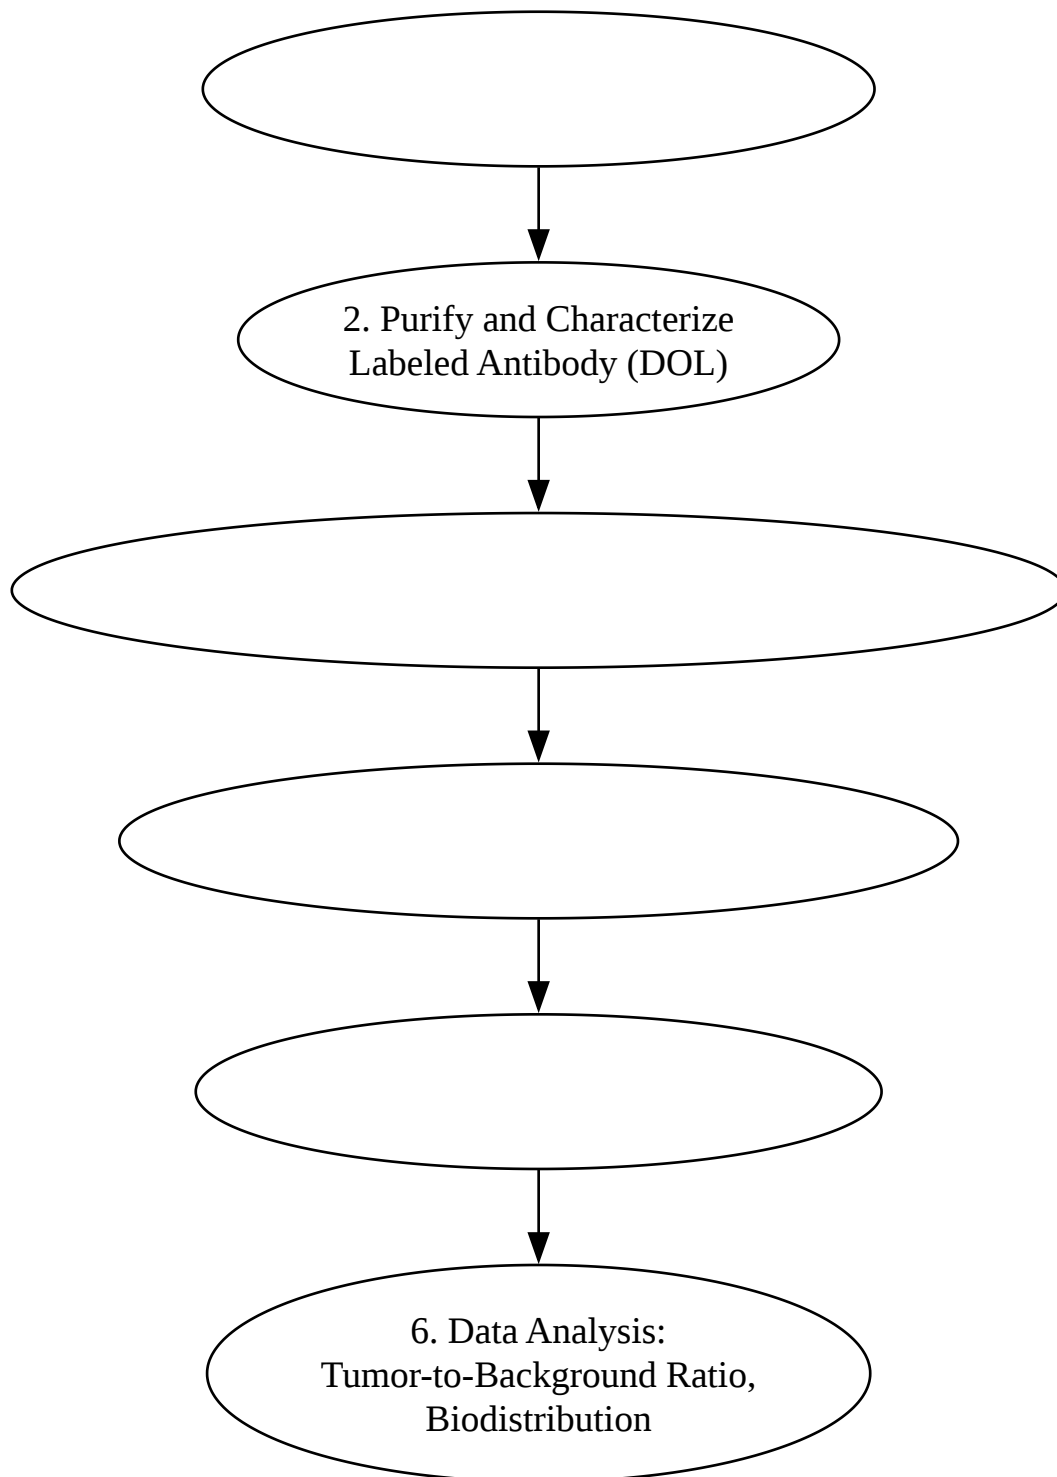 2. Purify and Characterize
Labeled Antibody (DOL)
6. Data Analysis:
Tumor-to-Background Ratio,
Biodistribution